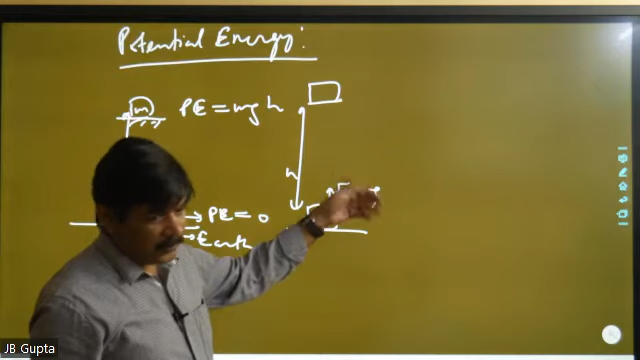 Potential Energy:
m PE = mgh
h
F
PE = 0
Earth
JB Gupta